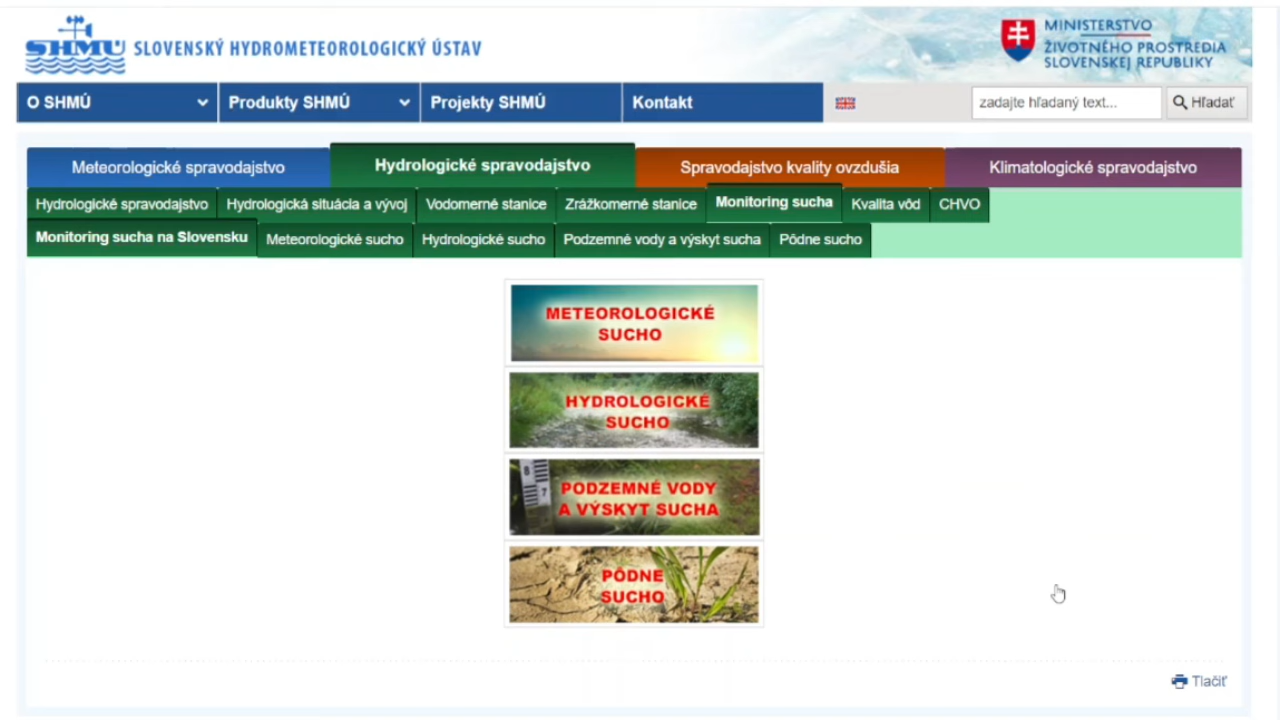 SHMÚ SLOVENSKÝ HYDROMETEOROLOGICKÝ ÚSTAV
MINISTERSTVO
ŽIVOTNÉHO PROSTREDIA
SLOVENSKEJ REPUBLIKY
O SHMÚ Produkty SHMÚ Projekty SHMÚ Kontakt zadajte hľadaný text... Hľadať
Meteorologické spravodajstvo Hydrologické spravodajstvo Spravodajstvo kvality ovzdušia Klimatologické spravodajstvo
Hydrologické spravodajstvo Hydrologická situácia a vývoj Vodomerné stanice Zrážkomerné stanice Monitoring sucha Kvalita vôd CHVO
Monitoring sucha na Slovensku Meteorologické sucho Hydrologické sucho Podzemné vody a výskyt sucha Pôdne sucho
METEOROLOGICKÉ
SUCHO
HYDROLOGICKÉ
SUCHO
8
7
PODZEMNÉ VODY
A VÝSKYT SUCHA
PÔDNE
SUCHO
Tlačiť